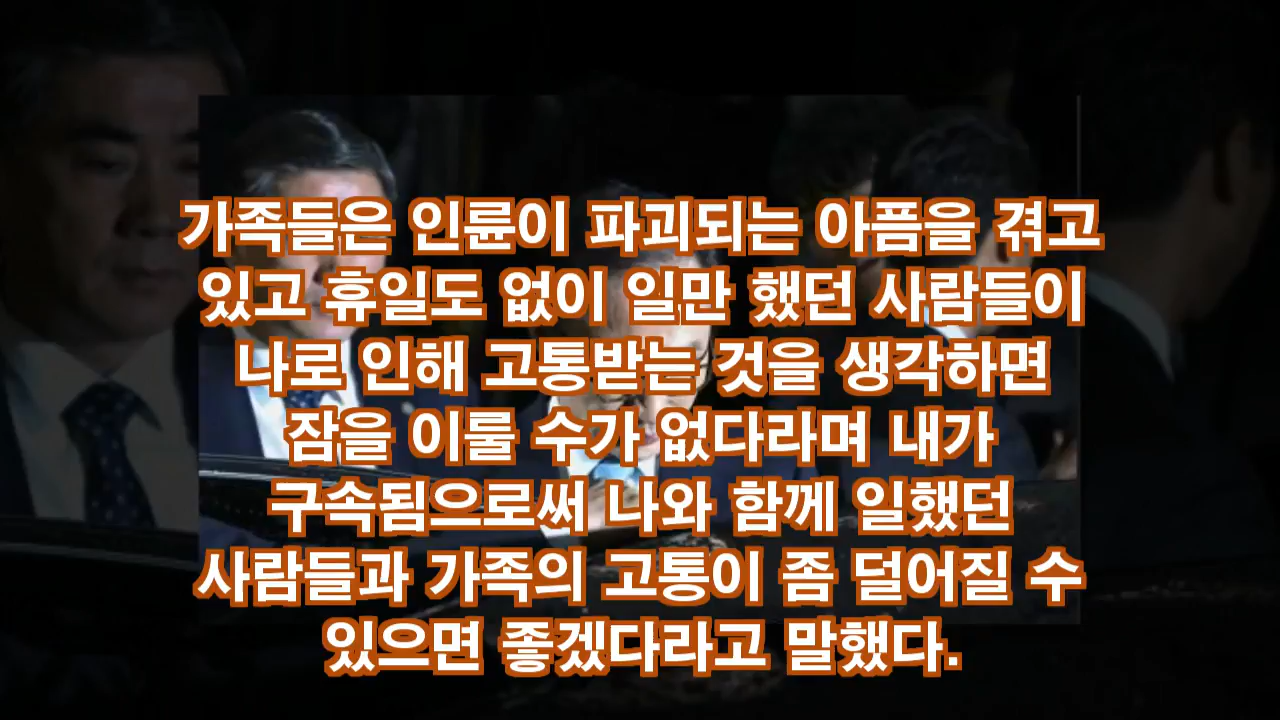 가족들은 인륜이 파괴되는 아픔을 겪고
있고 휴일도 없이 일만 했던 사람들이
나로 인해 고통받는 것을 생각하면
잠을 이룰 수가 없다라며 내가
구속됨으로써 나와 함께 일했던
사람들과 가족의 고통이 좀 덜어질 수
있으면 좋겠다라고 말했다.